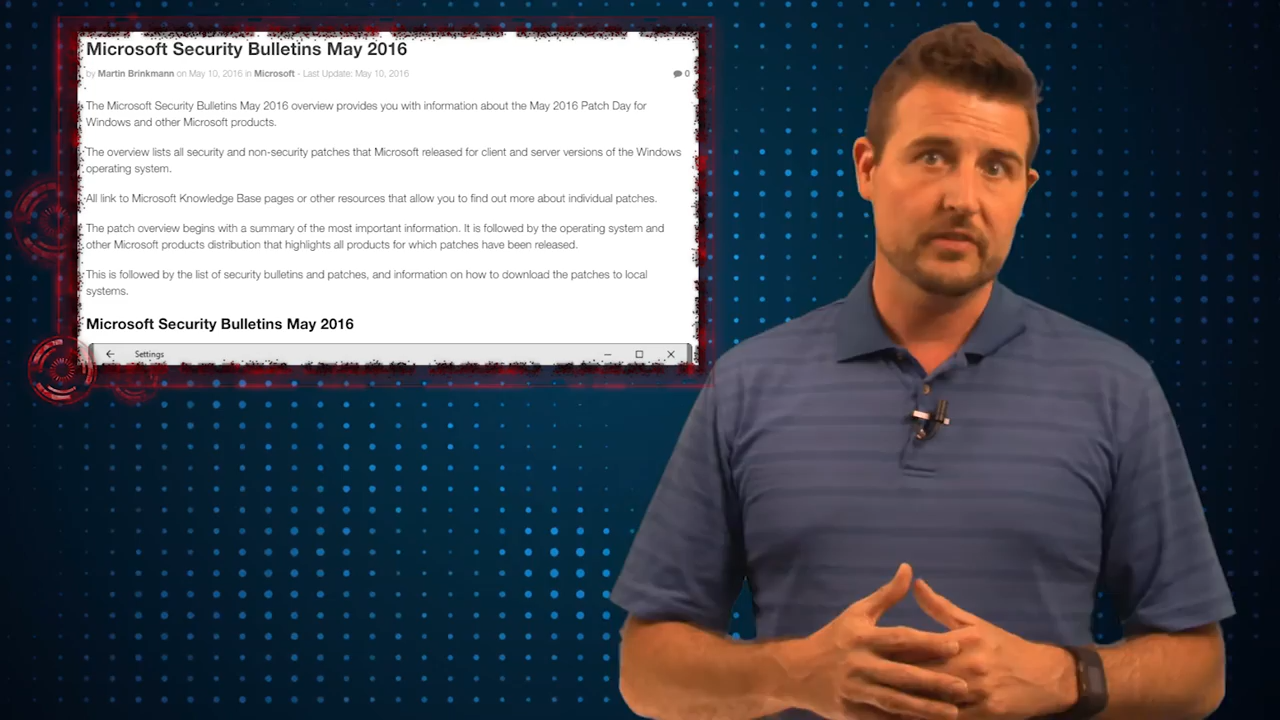 Microsoft Security Bulletins May 2016
by Martin Brinkmann on May 10, 2016 in Microsoft - Last Update: May 10, 2016 0
The Microsoft Security Bulletins May 2016 overview provides you with information about the May 2016 Patch Day for
Windows and other Microsoft products.
The overview lists all security and non-security patches that Microsoft released for client and server versions of the Windows
operating system.
All link to Microsoft Knowledge Base pages or other resources that allow you to find out more about individual patches.
The patch overview begins with a summary of the most important information. It is followed by the operating system and
other Microsoft products distribution that highlights all products for which patches have been released.
This is followed by the list of security bulletins and patches, and information on how to download the patches to local
systems.
Microsoft Security Bulletins May 2016
Settings